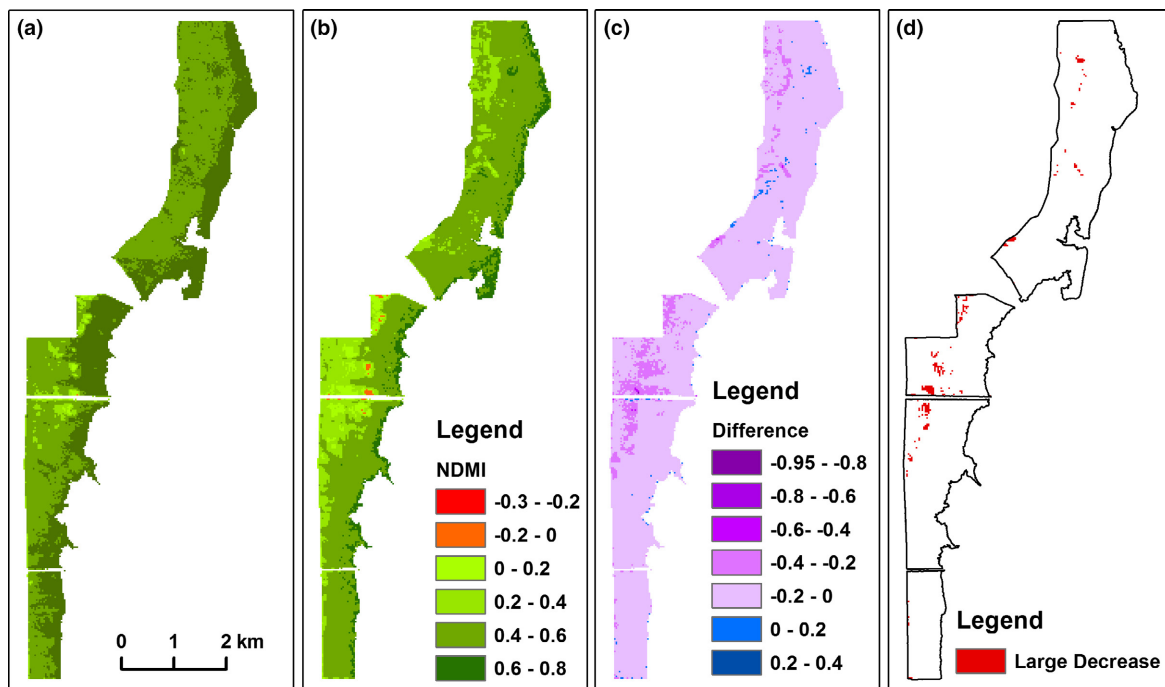 (a)
0 1 2 km
(b)
Legend
NDMI
-0.3 - -0.2
-0.2 - 0
0 - 0.2
0.2 - 0.4
0.4 - 0.6
0.6 - 0.8
(c)
Legend
Difference
-0.95 - -0.8
-0.8 - -0.6
-0.6- -0.4
-0.4 - -0.2
-0.2 - 0
0 - 0.2
0.2 - 0.4
(d)
Legend
Large Decrease